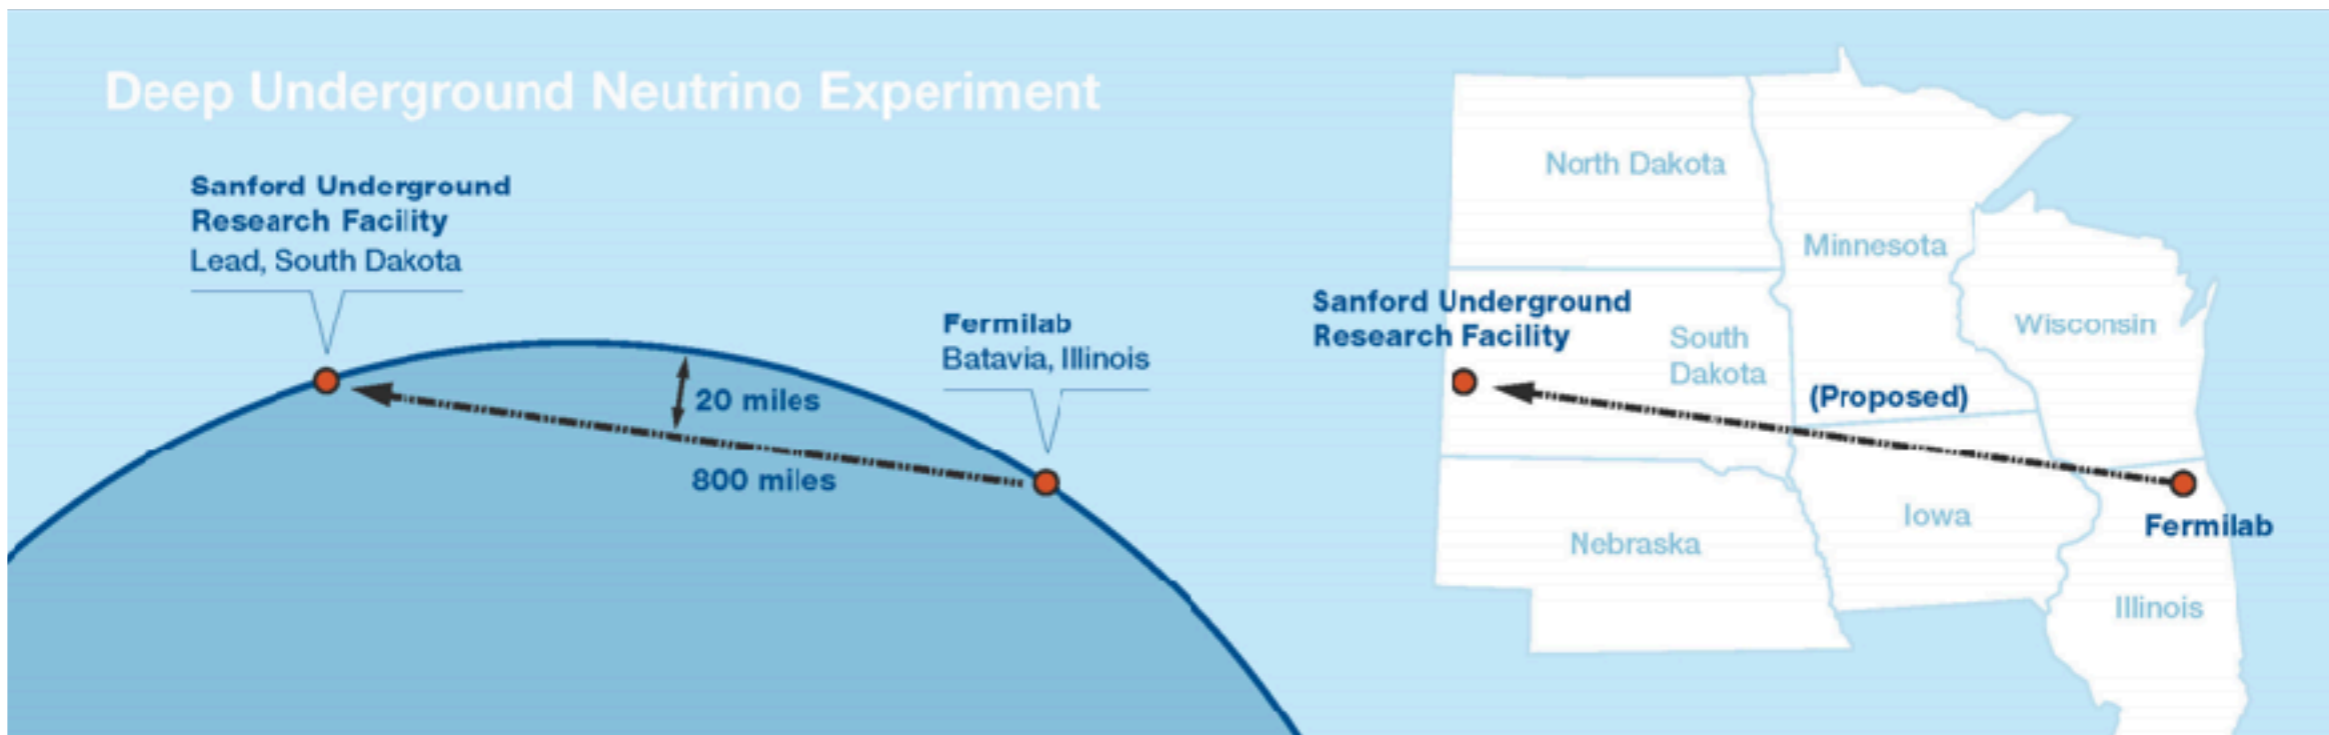 Deep Underground Neutrino Experiment
Sanford Underground
Research Facility
Lead, South Dakota
Fermilab
Batavia, Illinois
20 miles
800 miles
North Dakota
Minnesota
Sanford Underground
Research Facility
South
Dakota
Wisconsin
(Proposed)
Iowa
Fermilab
Nebraska
Illinois